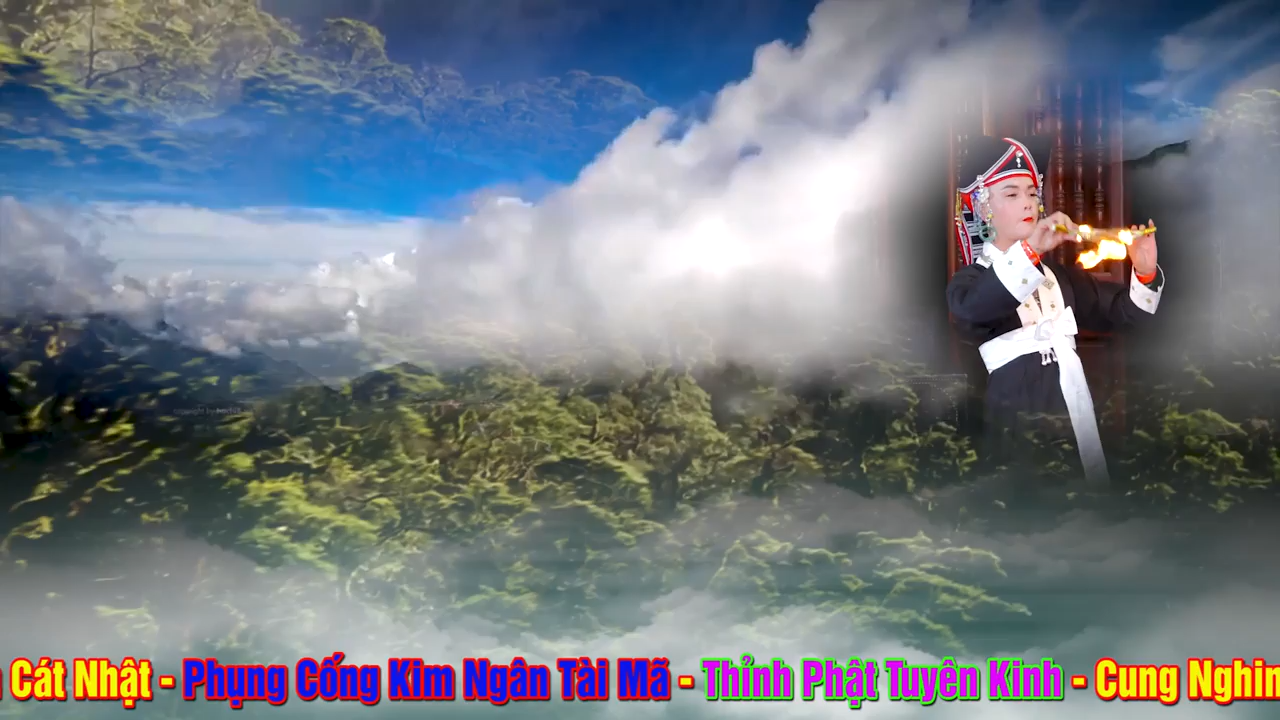 Cát Nhật - Phụng Cống Kim Ngân Tài Mã - Thỉnh Phật Tuyên Kinh - Cung Nghin